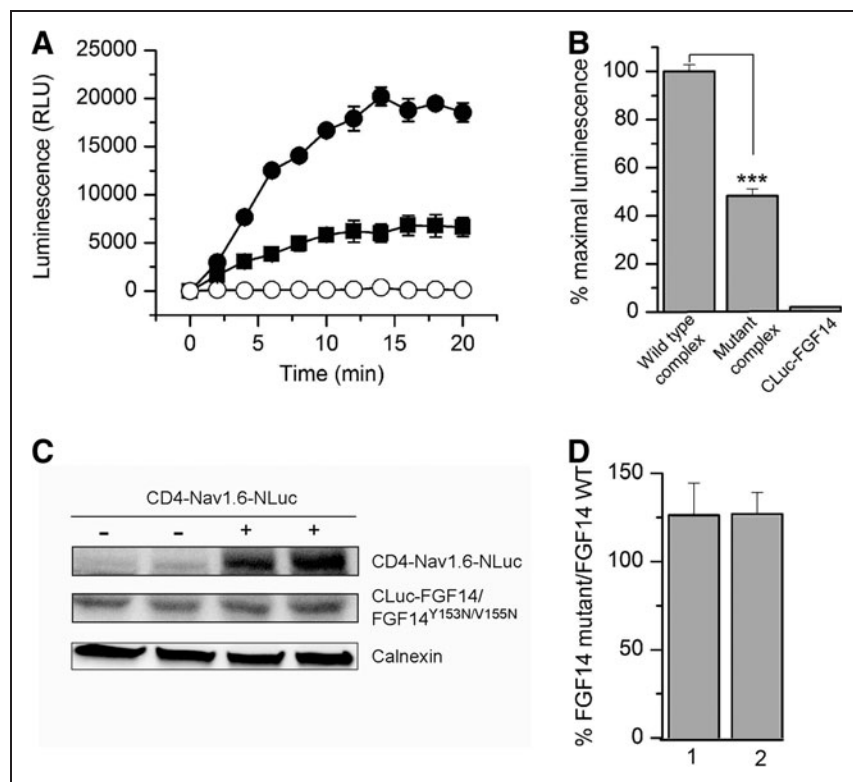 A
Luminescence (RLU)
25000
20000
15000
10000
5000
0
0 5 10 15 20
Time (min)
B
% maximal luminescence
100
80
60
40
20
0
***
Wild type complex
Mutant complex
CLuc-FGF14
C
CD4-Nav1.6-NLuc
- - + +
CD4-Nav1.6-NLuc
CLuc-FGF14/
FGF14Y153N/V155N
Calnexin
D
% FGF14 mutant/FGF14 WT
150
100
50
0
1 2